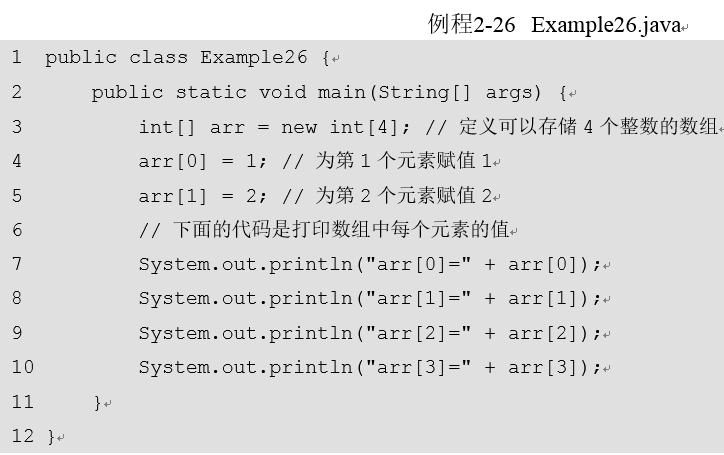 例程2-26 Example26.java
1 public class Example26 {
2 public static void main(String[] args) {
3 int[] arr = new int[4]; // 定义可以存储 4 个整数的数组
4 arr[0] = 1; // 为第 1 个元素赋值 1
5 arr[1] = 2; // 为第 2 个元素赋值 2
6 // 下面的代码是打印数组中每个元素的值
7 System.out.println("arr[0]=" + arr[0]);
8 System.out.println("arr[1]=" + arr[1]);
9 System.out.println("arr[2]=" + arr[2]);
10 System.out.println("arr[3]=" + arr[3]);
11 }
12 }